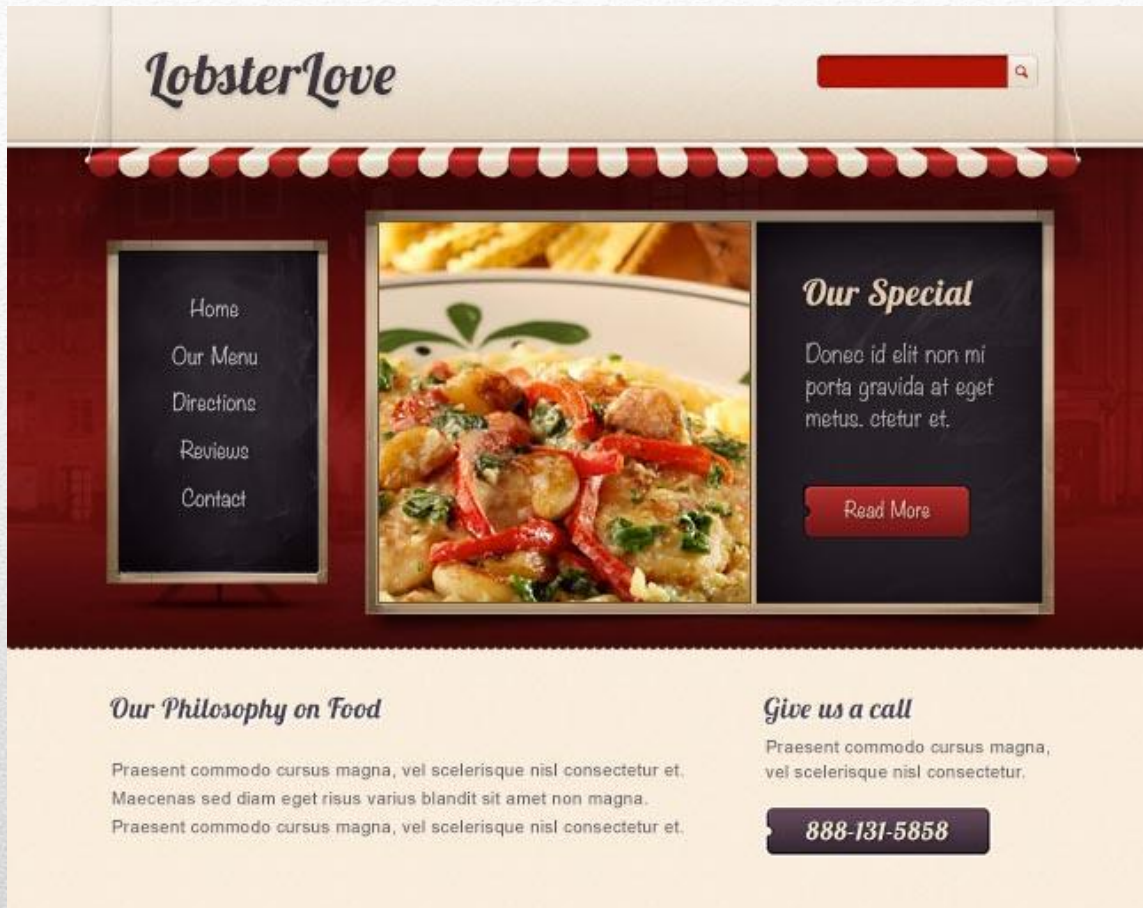 LobsterLove
Home
Our Menu
Directions
Reviews
Contact
Our Special
Donec id elit non mi
porta gravida at eget
metus. ctetur et.
Read More
Our Philosophy on Food
Praesent commodo cursus magna, vel scelerisque nisl consectetur et.
Maecenas sed diam eget risus varius blandit sit amet non magna.
Praesent commodo cursus magna, vel scelerisque nisl consectetur et.
Give us a call
Praesent commodo cursus magna,
vel scelerisque nisl consectetur.
888-131-5858